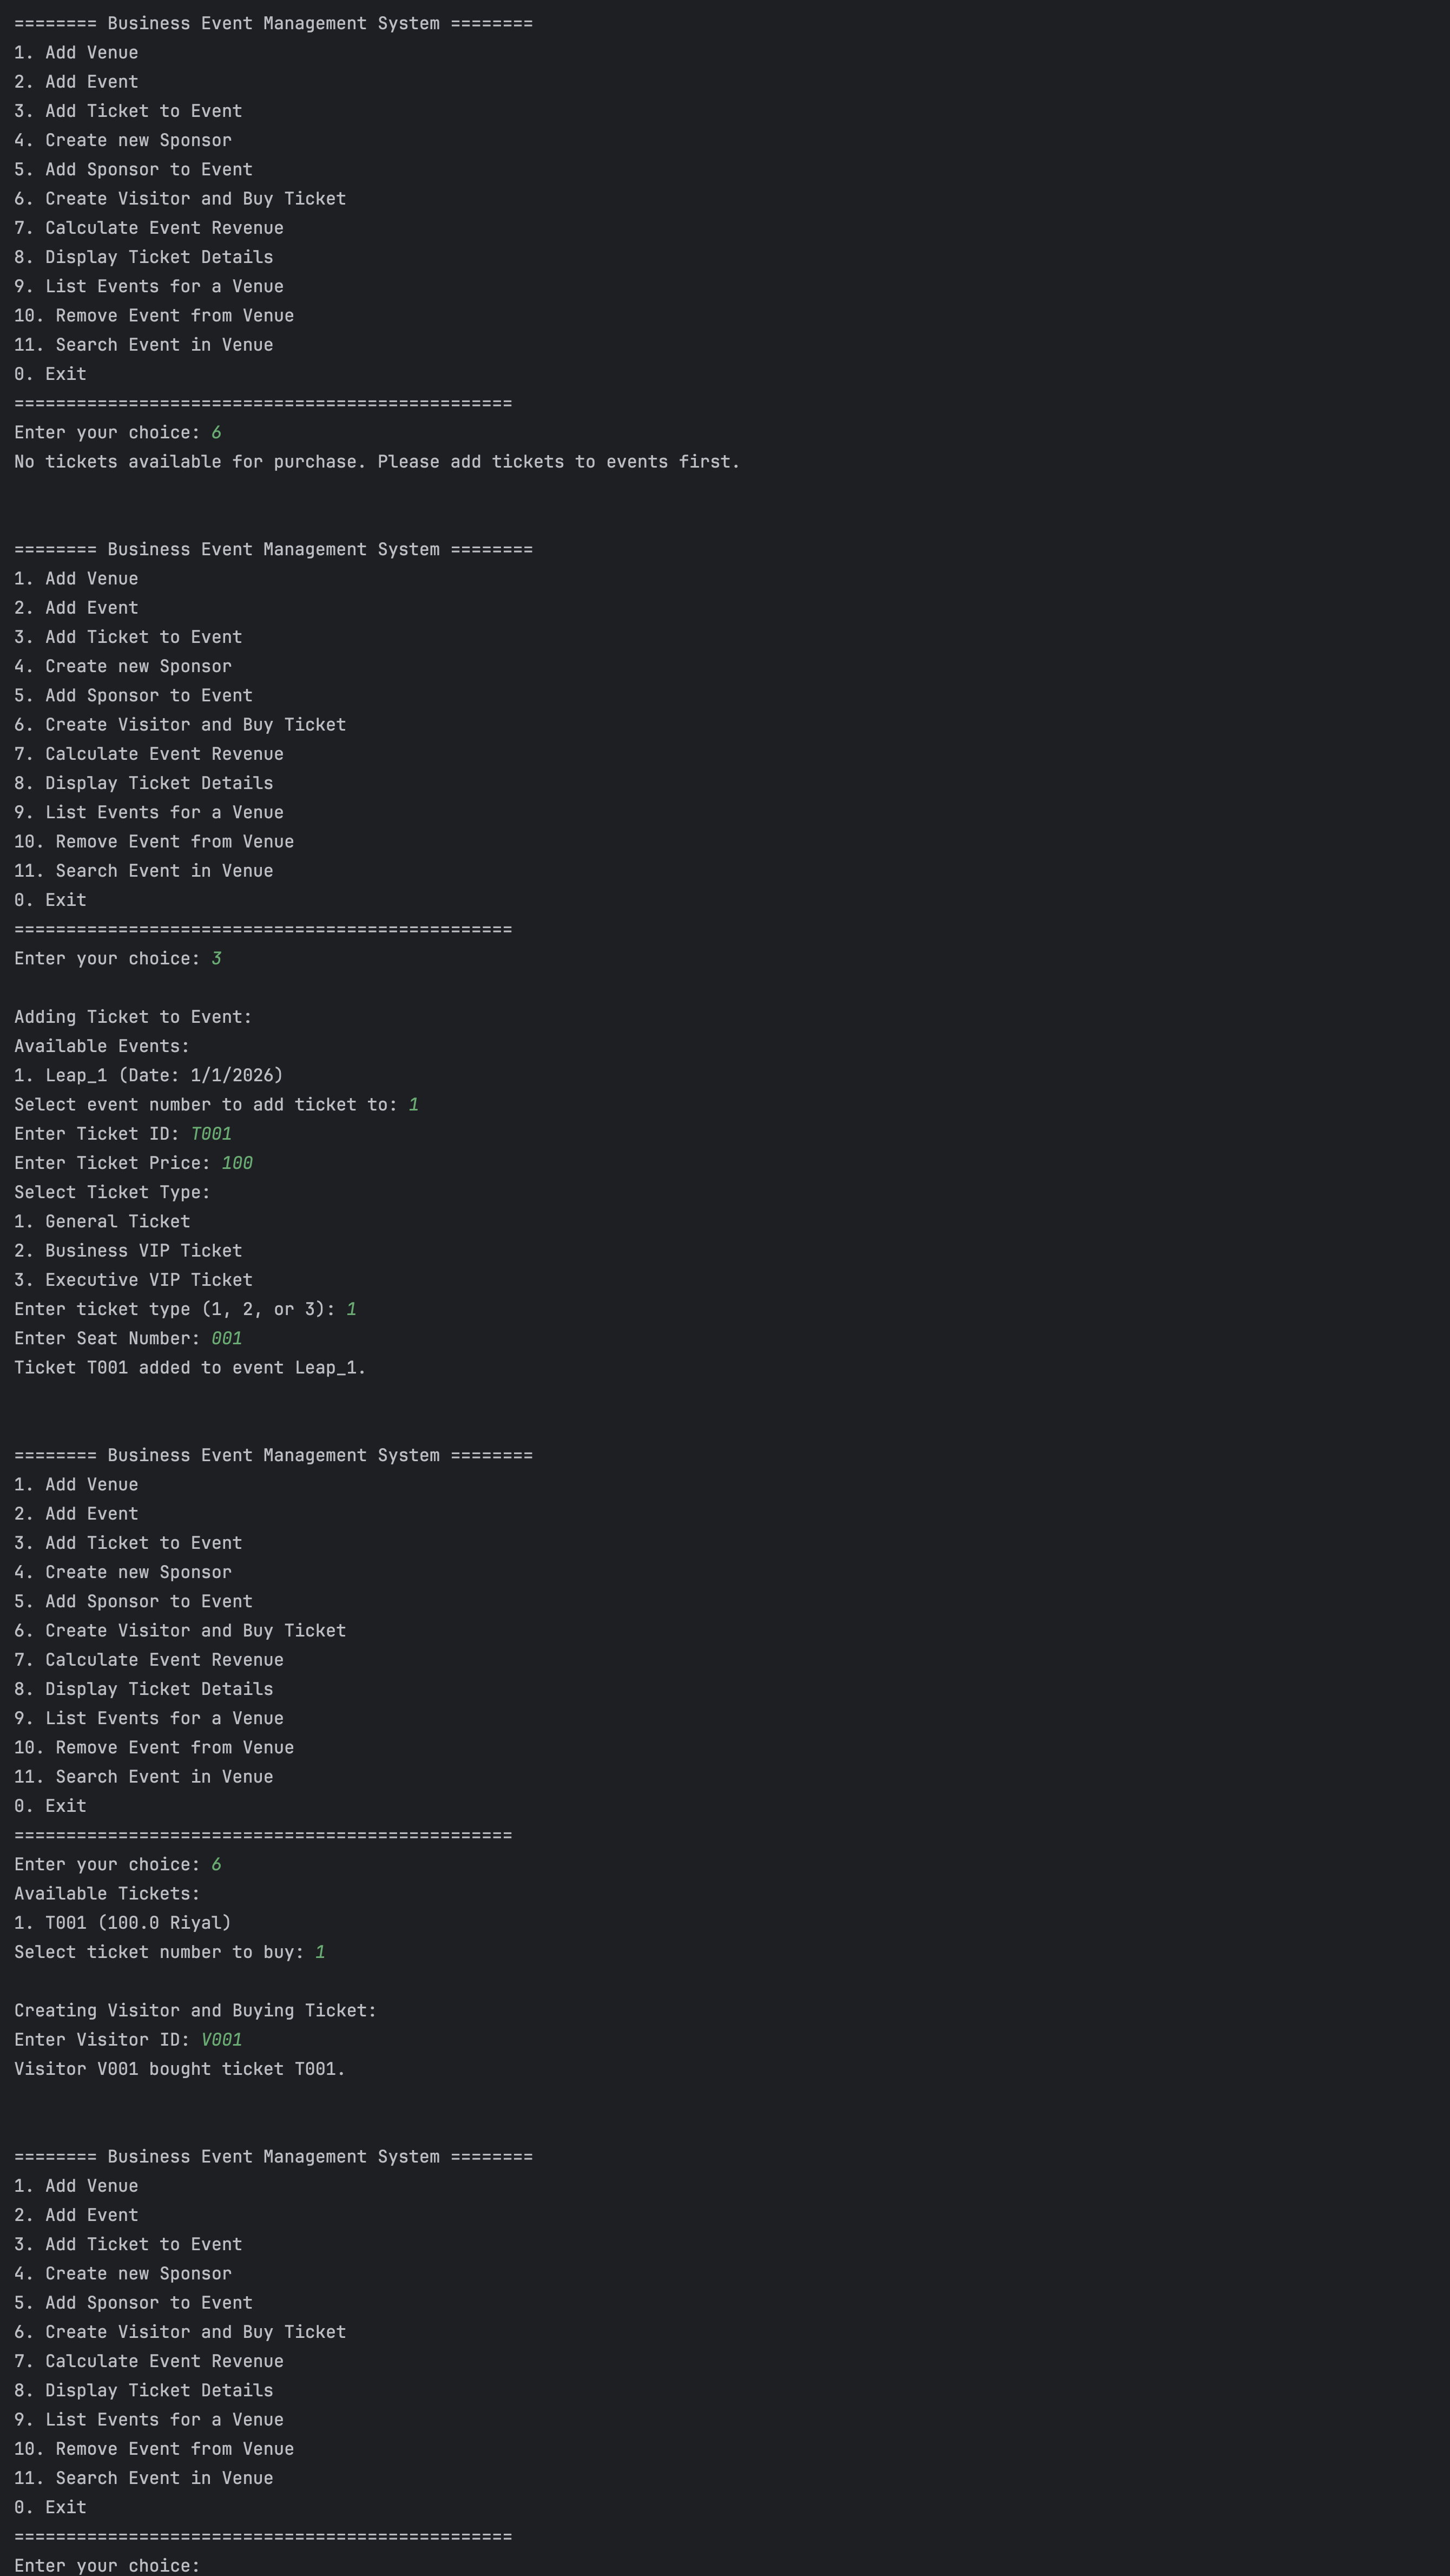 ======== Business Event Management System ========
1. Add Venue
2. Add Event
3. Add Ticket to Event
4. Create new Sponsor
5. Add Sponsor to Event
6. Create Visitor and Buy Ticket
7. Calculate Event Revenue
8. Display Ticket Details
9. List Events for a Venue
10. Remove Event from Venue
11. Search Event in Venue
0. Exit
================================================
Enter your choice: 6
No tickets available for purchase. Please add tickets to events first.
======== Business Event Management System ========
1. Add Venue
2. Add Event
3. Add Ticket to Event
4. Create new Sponsor
5. Add Sponsor to Event
6. Create Visitor and Buy Ticket
7. Calculate Event Revenue
8. Display Ticket Details
9. List Events for a Venue
10. Remove Event from Venue
11. Search Event in Venue
0. Exit
================================================
Enter your choice: 3
Adding Ticket to Event:
Available Events:
1. Leap_1 (Date: 1/1/2026)
Select event number to add ticket to: 1
Enter Ticket ID: T001
Enter Ticket Price: 100
Select Ticket Type:
1. General Ticket
2. Business VIP Ticket
3. Executive VIP Ticket
Enter ticket type (1, 2, or 3): 1
Enter Seat Number: 001
Ticket T001 added to event Leap_1.
======== Business Event Management System ========
1. Add Venue
2. Add Event
3. Add Ticket to Event
4. Create new Sponsor
5. Add Sponsor to Event
6. Create Visitor and Buy Ticket
7. Calculate Event Revenue
8. Display Ticket Details
9. List Events for a Venue
10. Remove Event from Venue
11. Search Event in Venue
0. Exit
================================================
Enter your choice: 6
Available Tickets:
1. T001 (100.0 Riyal)
Select ticket number to buy: 1
Creating Visitor and Buying Ticket:
Enter Visitor ID: V001
Visitor V001 bought ticket T001.
======== Business Event Management System ========
1. Add Venue
2. Add Event
3. Add Ticket to Event
4. Create new Sponsor
5. Add Sponsor to Event
6. Create Visitor and Buy Ticket
7. Calculate Event Revenue
8. Display Ticket Details
9. List Events for a Venue
10. Remove Event from Venue
11. Search Event in Venue
0. Exit
================================================
Enter your choice: